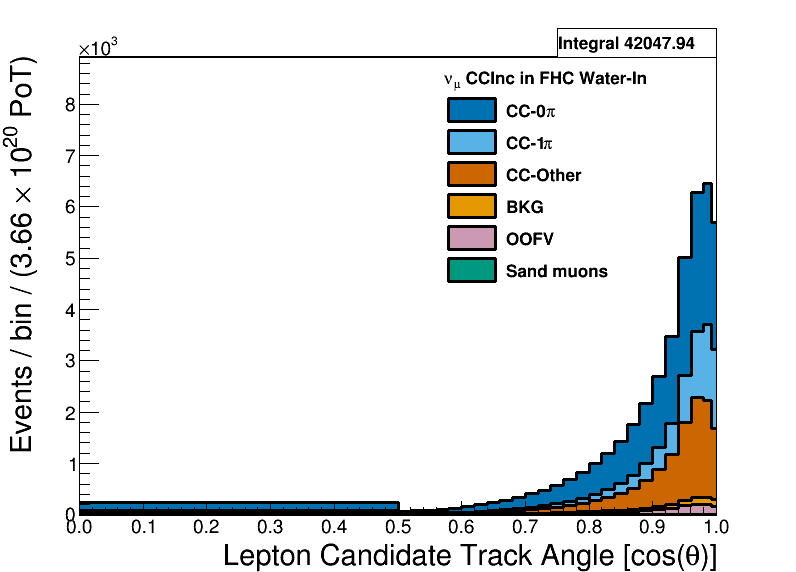 ×10³
Integral 42047.94
ν_μ CCInc in FHC Water-In
CC-0π
CC-1π
CC-Other
BKG
OOFV
Sand muons
Events / bin / (3.66 × 10²⁰ PoT)
8
7
6
5
4
3
2
1
0
0.0 0.1 0.2 0.3 0.4 0.5 0.6 0.7 0.8 0.9 1.0
Lepton Candidate Track Angle [cos(θ)]